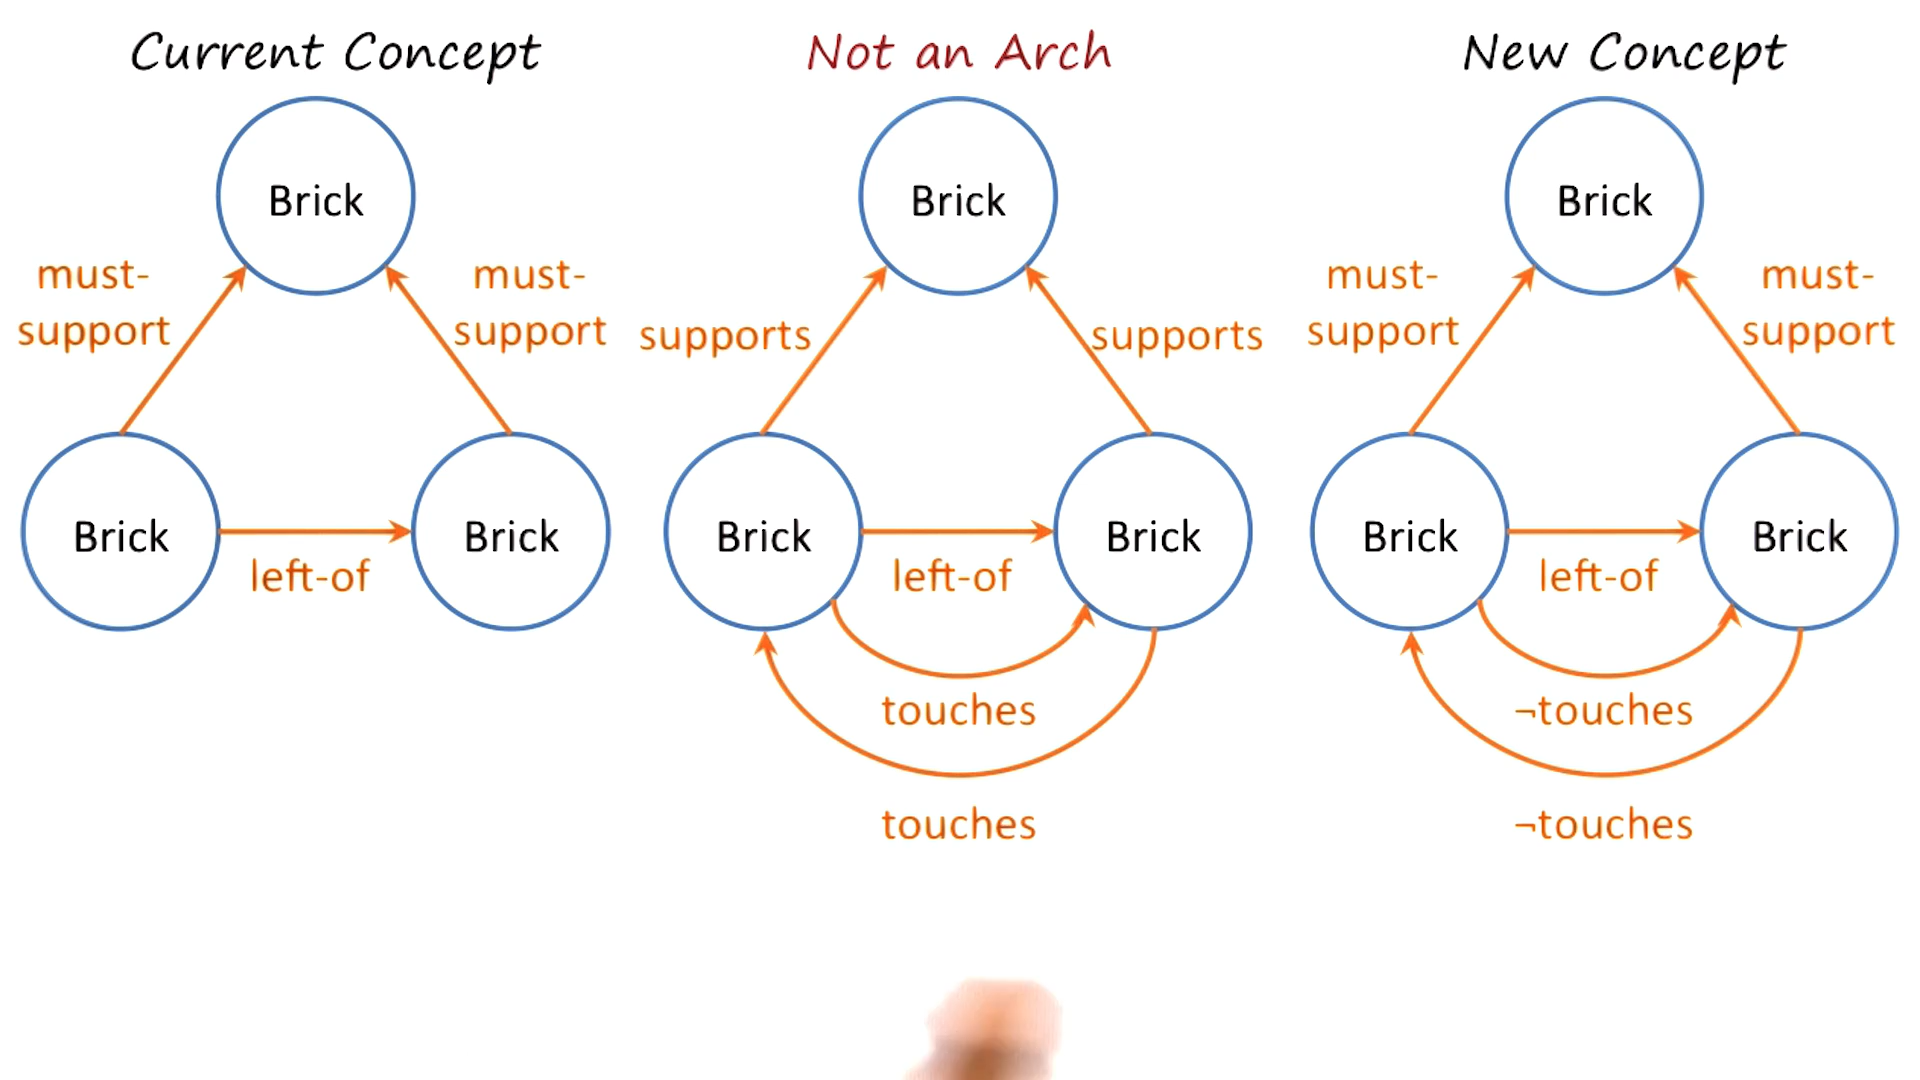 Current Concept
Brick
must-
support
must-
support
Brick
Brick
left-of
Not an Arch
Brick
supports
supports
Brick
Brick
left-of
touches
touches
New Concept
Brick
must-
support
must-
support
Brick
Brick
left-of
¬touches
¬touches